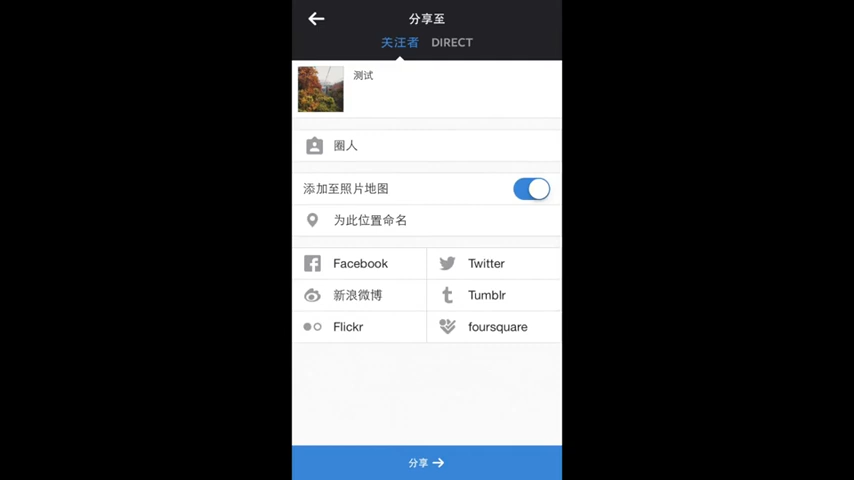 分享至
关注者 DIRECT
测试
圈人
添加至照片地图
为此位置命名
Facebook Twitter
新浪微博 Tumblr
Flickr foursquare
分享